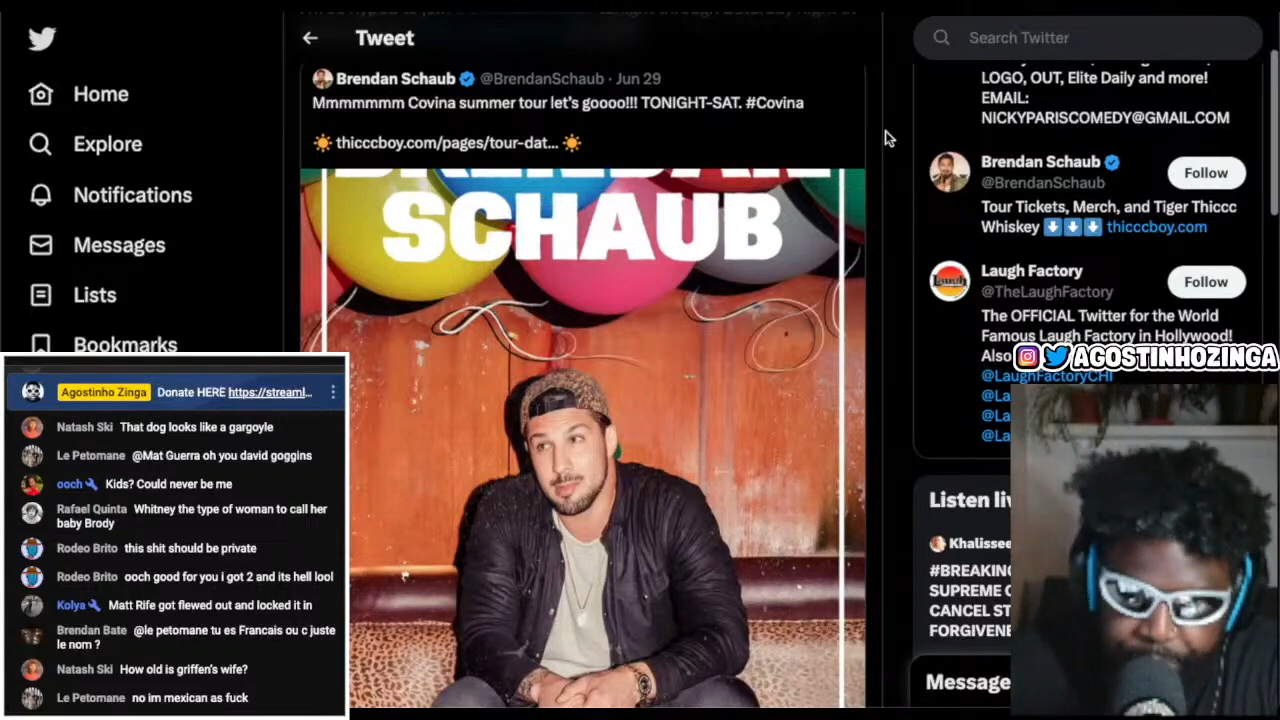 Home
Explore
Notifications
Messages
Lists
Bookmarks
Tweet
Brendan Schaub @BrendanSchaub · Jun 29
Mmmmmmm Covina summer tour let's goooo!!! TONIGHT-SAT. #Covina
thicccboy.com/pages/tour-dat...
BRENDAN
SCHAUB
Search Twitter
LOGO, OUT, Elite Daily and more!
EMAIL:
NICKYPARISCOMEDY@GMAIL.COM
Brendan Schaub
@BrendanSchaub
Follow
Tour Tickets, Merch, and Tiger Thiccc
Whiskey thicccboy.com
Laugh Factory
@TheLaughFactory
Follow
The OFFICIAL Twitter for the World
Famous Laugh Factory in Hollywood!
Also
@LaughFactoryCHI
@La
@La
@La
AGOSTINHOZINGA
Listen liv
Khalissee
#BREAKIN
SUPREME C
CANCEL ST
FORGIVENE
Message
Agostinho Zinga Donate HERE https://streaml...
Natash Ski That dog looks like a gargoyle
Le Petomane @Mat Guerra oh you david goggins
ooch Kids? Could never be me
Rafael Quinta Whitney the type of woman to call her
baby Brody
Rodeo Brito this shit should be private
Rodeo Brito ooch good for you i got 2 and its hell lool
Kolya Matt Rife got flewed out and locked it in
Brendan Bate @le petomane tu es Francais ou c juste
le nom ?
Natash Ski How old is griffen's wife?
Le Petomane no im mexican as fuck